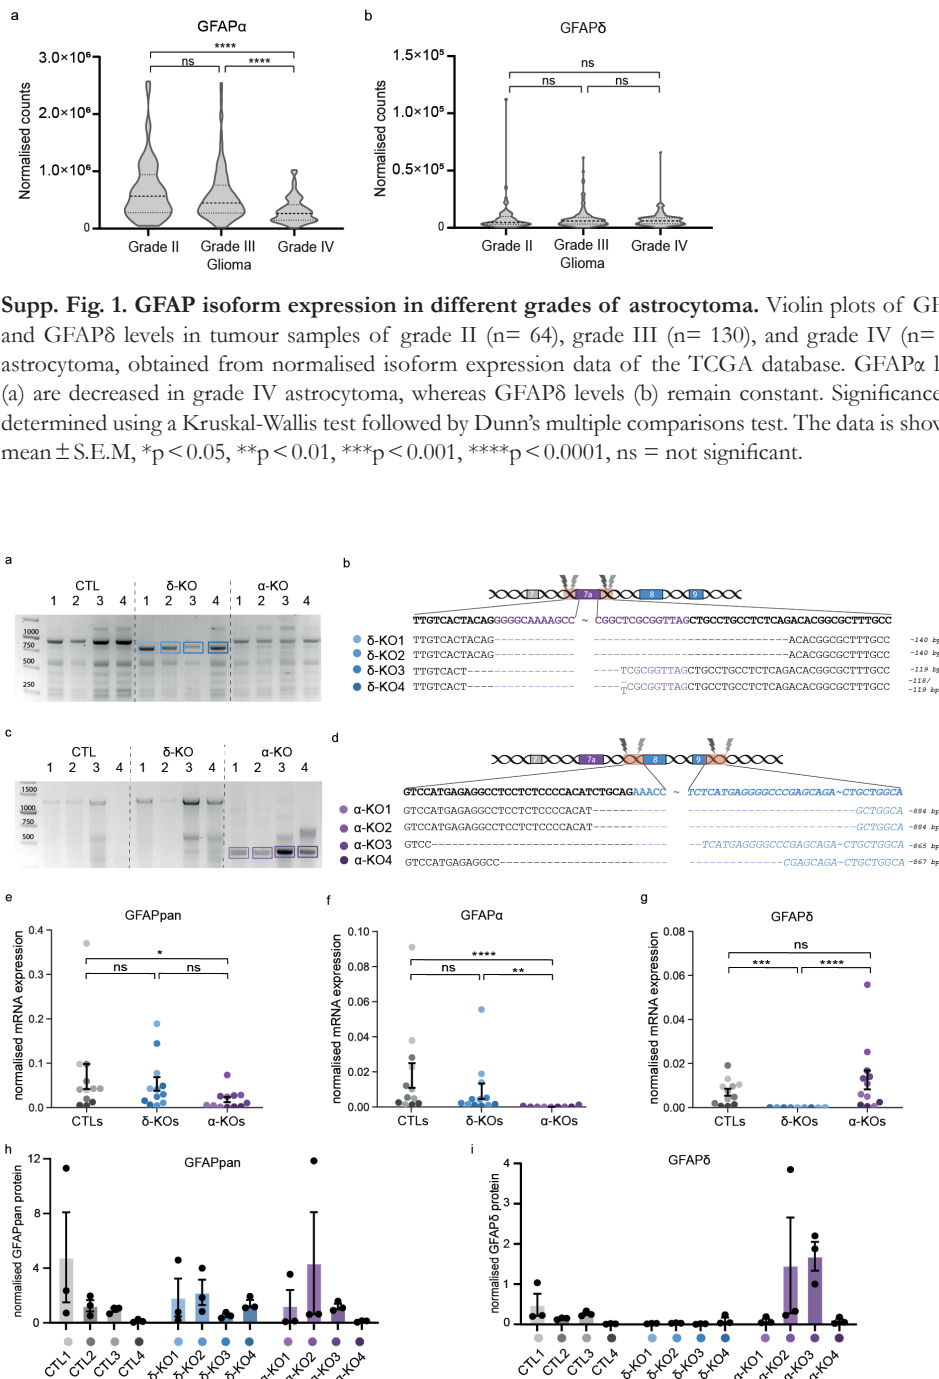 a
GFAPα
****
ns
****
3.0×10⁶
2.0×10⁶
1.0×10⁶
0
Normalised counts
Grade II
Grade III
Grade IV
Glioma
b
GFAPδ
ns
ns
ns
1.5×10⁵
1.0×10⁵
0.5×10⁵
0
Normalised counts
Grade II
Grade III
Grade IV
Glioma
Supp. Fig. 1. GFAP isoform expression in different grades of astrocytoma. Violin plots of GF
and GFAPδ levels in tumour samples of grade II (n= 64), grade III (n= 130), and grade IV (n=
astrocytoma, obtained from normalised isoform expression data of the TCGA database. GFAPα l
(a) are decreased in grade IV astrocytoma, whereas GFAPδ levels (b) remain constant. Significance
determined using a Kruskal-Wallis test followed by Dunn's multiple comparisons test. The data is show
mean ± S.E.M, *p < 0.05, **p < 0.01, ***p < 0.001, ****p < 0.0001, ns = not significant.
a
CTL δ-KO α-KO
1 2 3 4 1 2 3 4 1 2 3 4
1000
750
500
250
b
7a 8 9
TTGTCACTACAGGGGGCAAAAGCC ~ CGGCTCGCGGTTAGCTGCCTGCCTCTCAGACACGGCGCTTTGCC
δ-KO1 TTGTCACTACAG ACACGGCGCTTTGCC -140 bp
δ-KO2 TTGTCACTACAG ACACGGCGCTTTGCC -140 bp
δ-KO3 TTGTCACT TCGCGGTTAGCTGCCTGCCTCTCAGACACGGCGCTTTGCC -119 bp
δ-KO4 TTGTCACT TCGCGGTTAGCTGCCTGCCTCTCAGACACGGCGCTTTGCC -118/ -119 bp
c
CTL δ-KO α-KO
1 2 3 4 1 2 3 4 1 2 3 4
1500
1000
750
500
250
d
7a 8 9
GTCCATGAGAGGCCTCCTCTCCCCACATCTGCAGAAACC ~ TCTCATGAGGGGCCCGAGCAGA~CTGCTGGCA
α-KO1 GTCCATGAGAGGCCTCCTCTCCCCACAT GCTGGCA -884 bp
α-KO2 GTCCATGAGAGGCCTCCTCTCCCCACAT GCTGGCA -884 bp
α-KO3 GTCC TCATGAGGGGCCCGAGCAGA~CTGCTGGCA -865 bp
α-KO4 GTCCATGAGAGGCC CGAGCAGA~CTGCTGGCA -867 bp
e
GFAPpan
*
ns
ns
0.4
0.3
0.2
0.1
0.0
normalised mRNA expression
CTLs
δ-KOs
α-KOs
f
GFAPα
****
ns
**
0.10
0.08
0.06
0.04
0.02
0.00
normalised mRNA expression
CTLs
δ-KOs
α-KOs
g
GFAPδ
ns
***
****
0.08
0.06
0.04
0.02
0.00
normalised mRNA expression
CTLs
δ-KOs
α-KOs
h
GFAPpan
12
8
4
0
normalised GFAPpan protein
CTL1
CTL2
CTL3
CTL4
δ-KO1
δ-KO2
δ-KO3
δ-KO4
α-KO1
α-KO2
α-KO3
α-KO4
i
GFAPδ
4
3
2
1
0
normalised GFAPδ protein
CTL1
CTL2
CTL3
CTL4
δ-KO1
δ-KO2
δ-KO3
δ-KO4
α-KO1
α-KO2
α-KO3
α-KO4